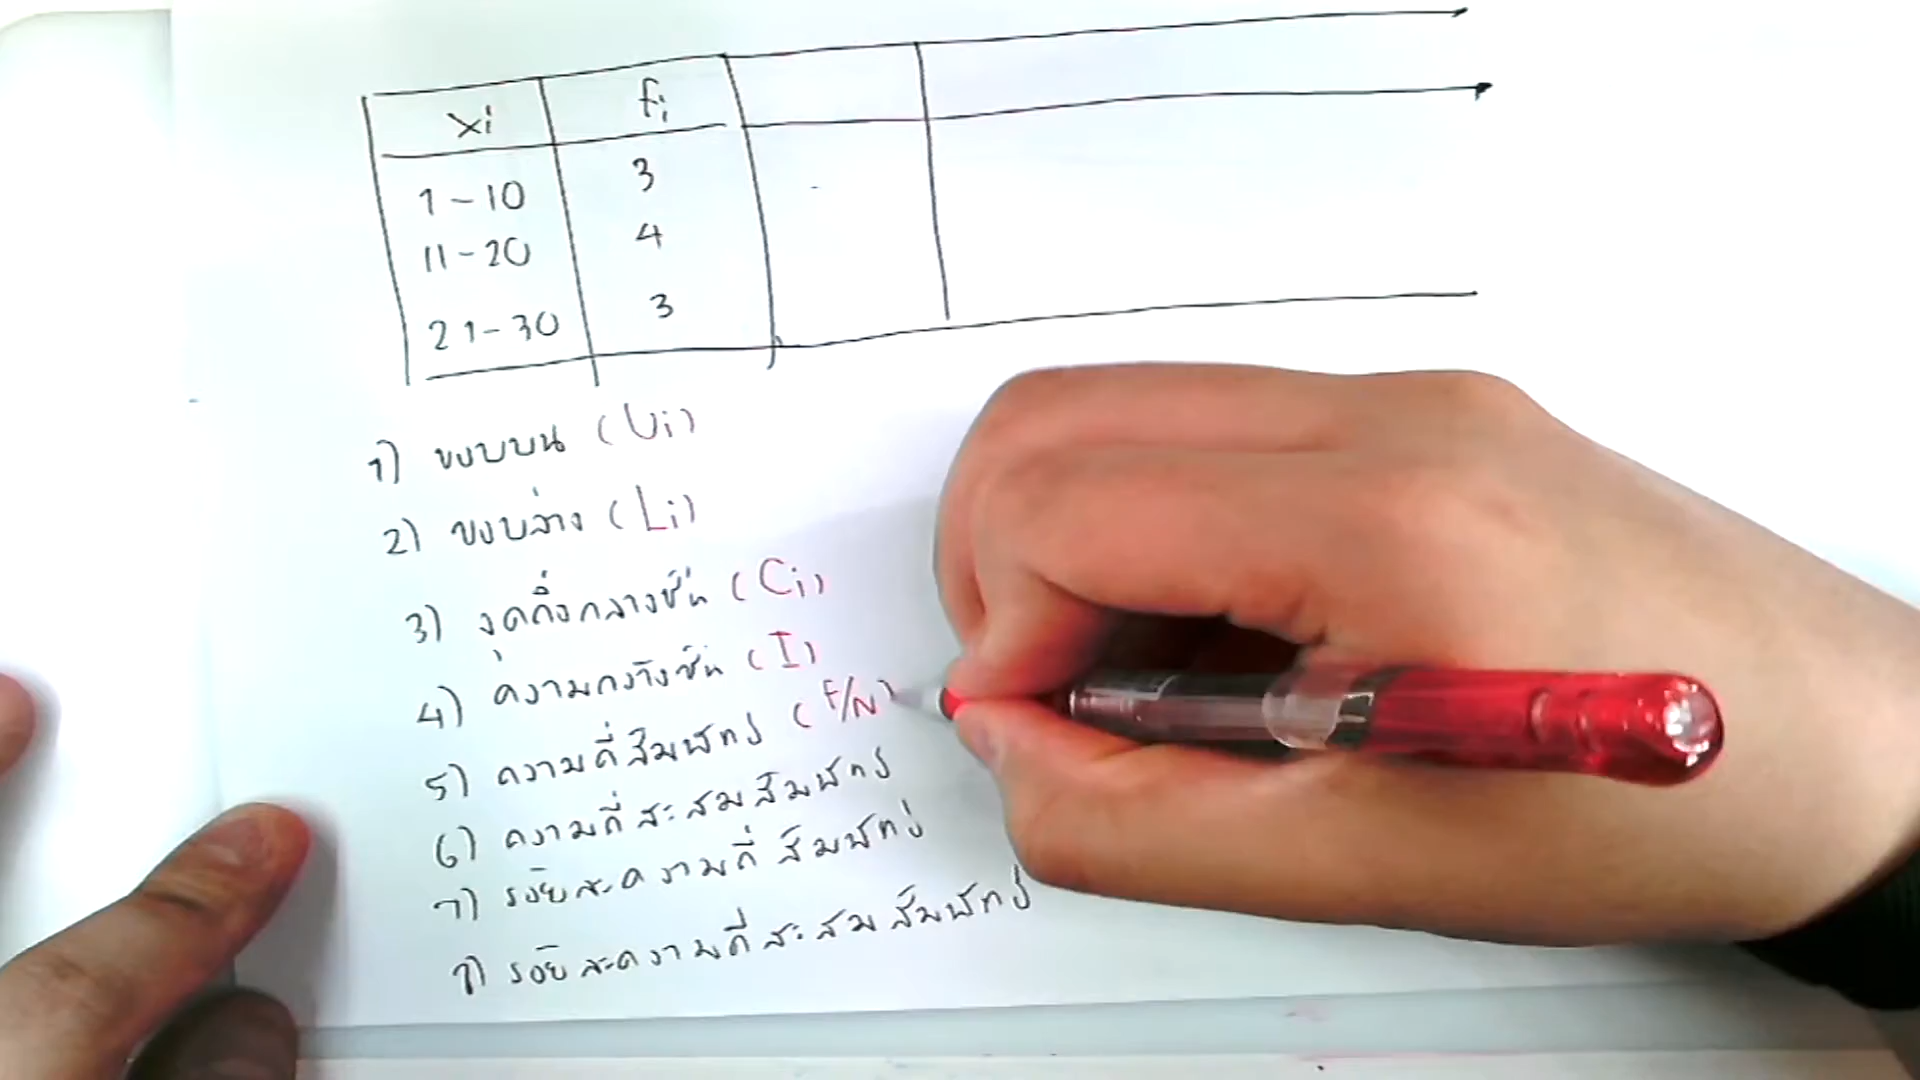 xi fi
1-10 3
11-20 4
21-30 3
1) ขอบบน (Ui)
2) ขอบล่าง (Li)
3) จุดกึ่งกลางชั้น (Ci)
4) ความกว้างชั้น (I)
5) ความถี่สัมพัทธ์ (F/N)
6) ความถี่สะสมสัมพัทธ์
7) ร้อยละความถี่สัมพัทธ์
8) ร้อยละความถี่สะสมสัมพัทธ์